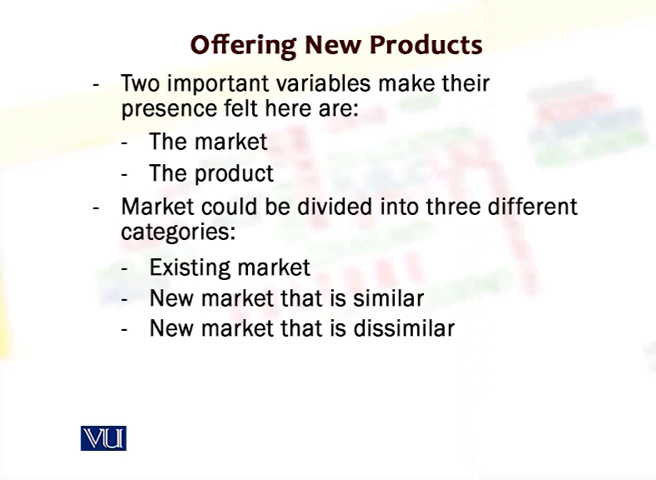 Offering New Products
- Two important variables make their
presence felt here are:
- The market
- The product
- Market could be divided into three different
categories:
- Existing market
- New market that is similar
- New market that is dissimilar
VU